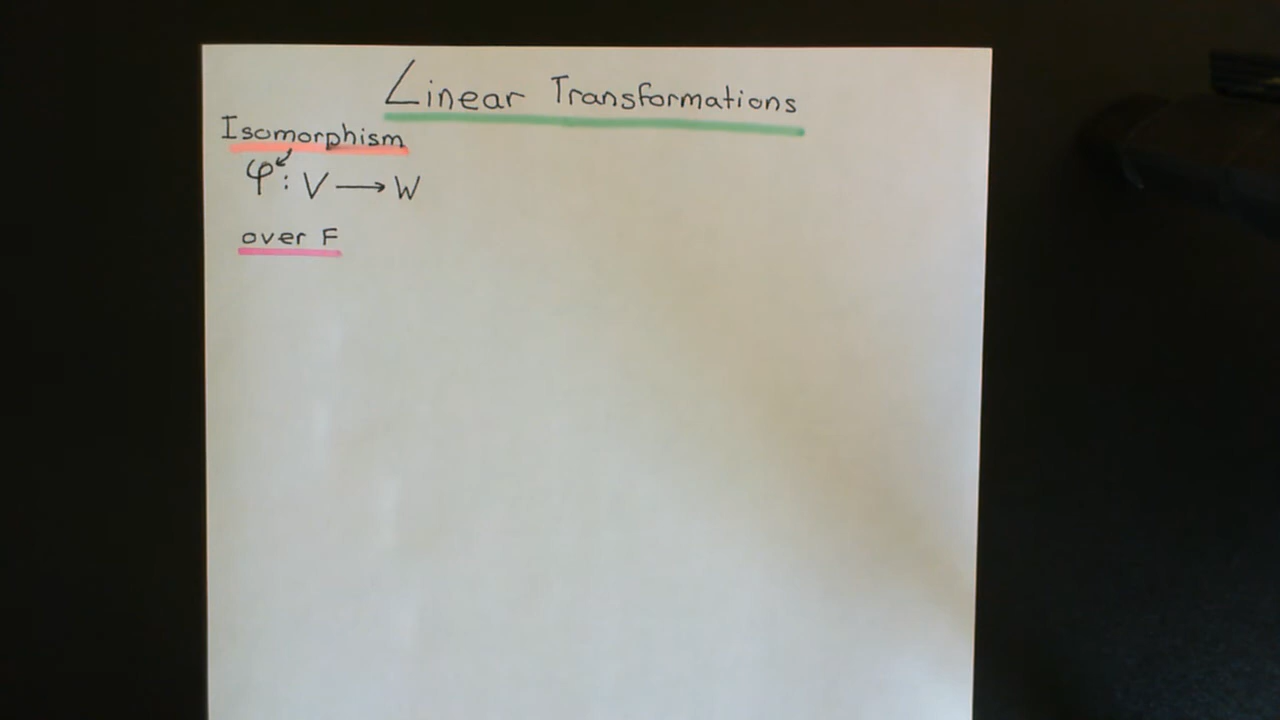 Linear Transformations
Isomorphism
φ: V ⟶ W
over F